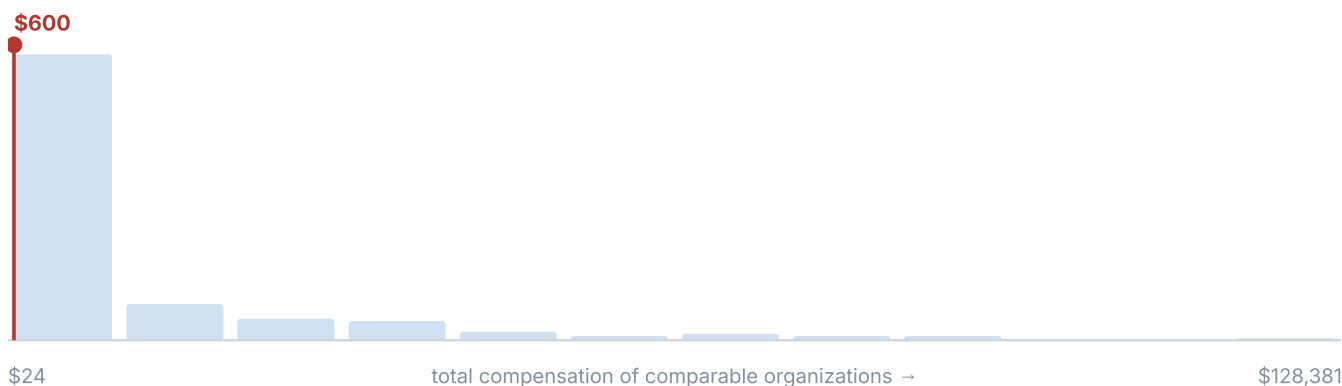 $600
$24
total compensation of comparable organizations →
$128,381